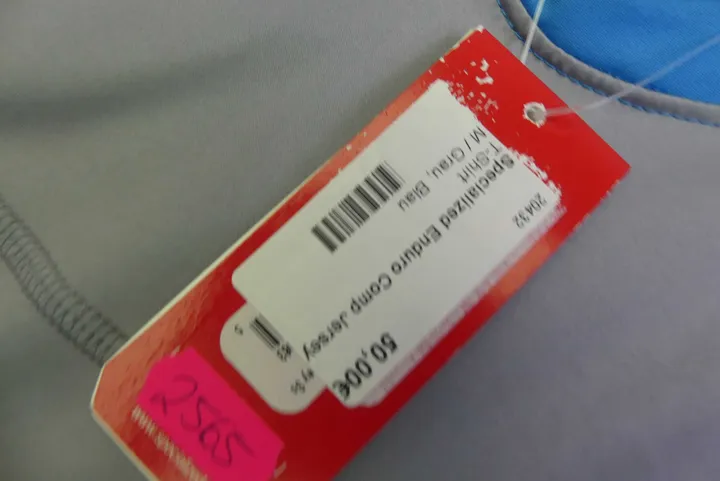 20432
Specialized Enduro Comp Jersey
T-Shirt
M / Grau, Blau
50,00€
2565